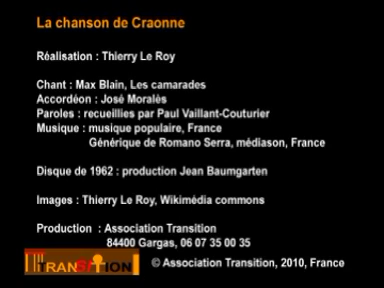 La chanson de Craonne
Réalisation : Thierry Le Roy
Chant : Max Blain, Les camarades
Accordéon : José Moralès
Paroles : recueillies par Paul Vaillant-Couturier
Musique : musique populaire, France
Générique de Romano Serra, médiason, France
Disque de 1962 : production Jean Baumgarten
Images : Thierry Le Roy, Wikimédia commons
Production : Association Transition
84400 Gargas, 06 07 35 00 35
TRANSITION
© Association Transition, 2010, France